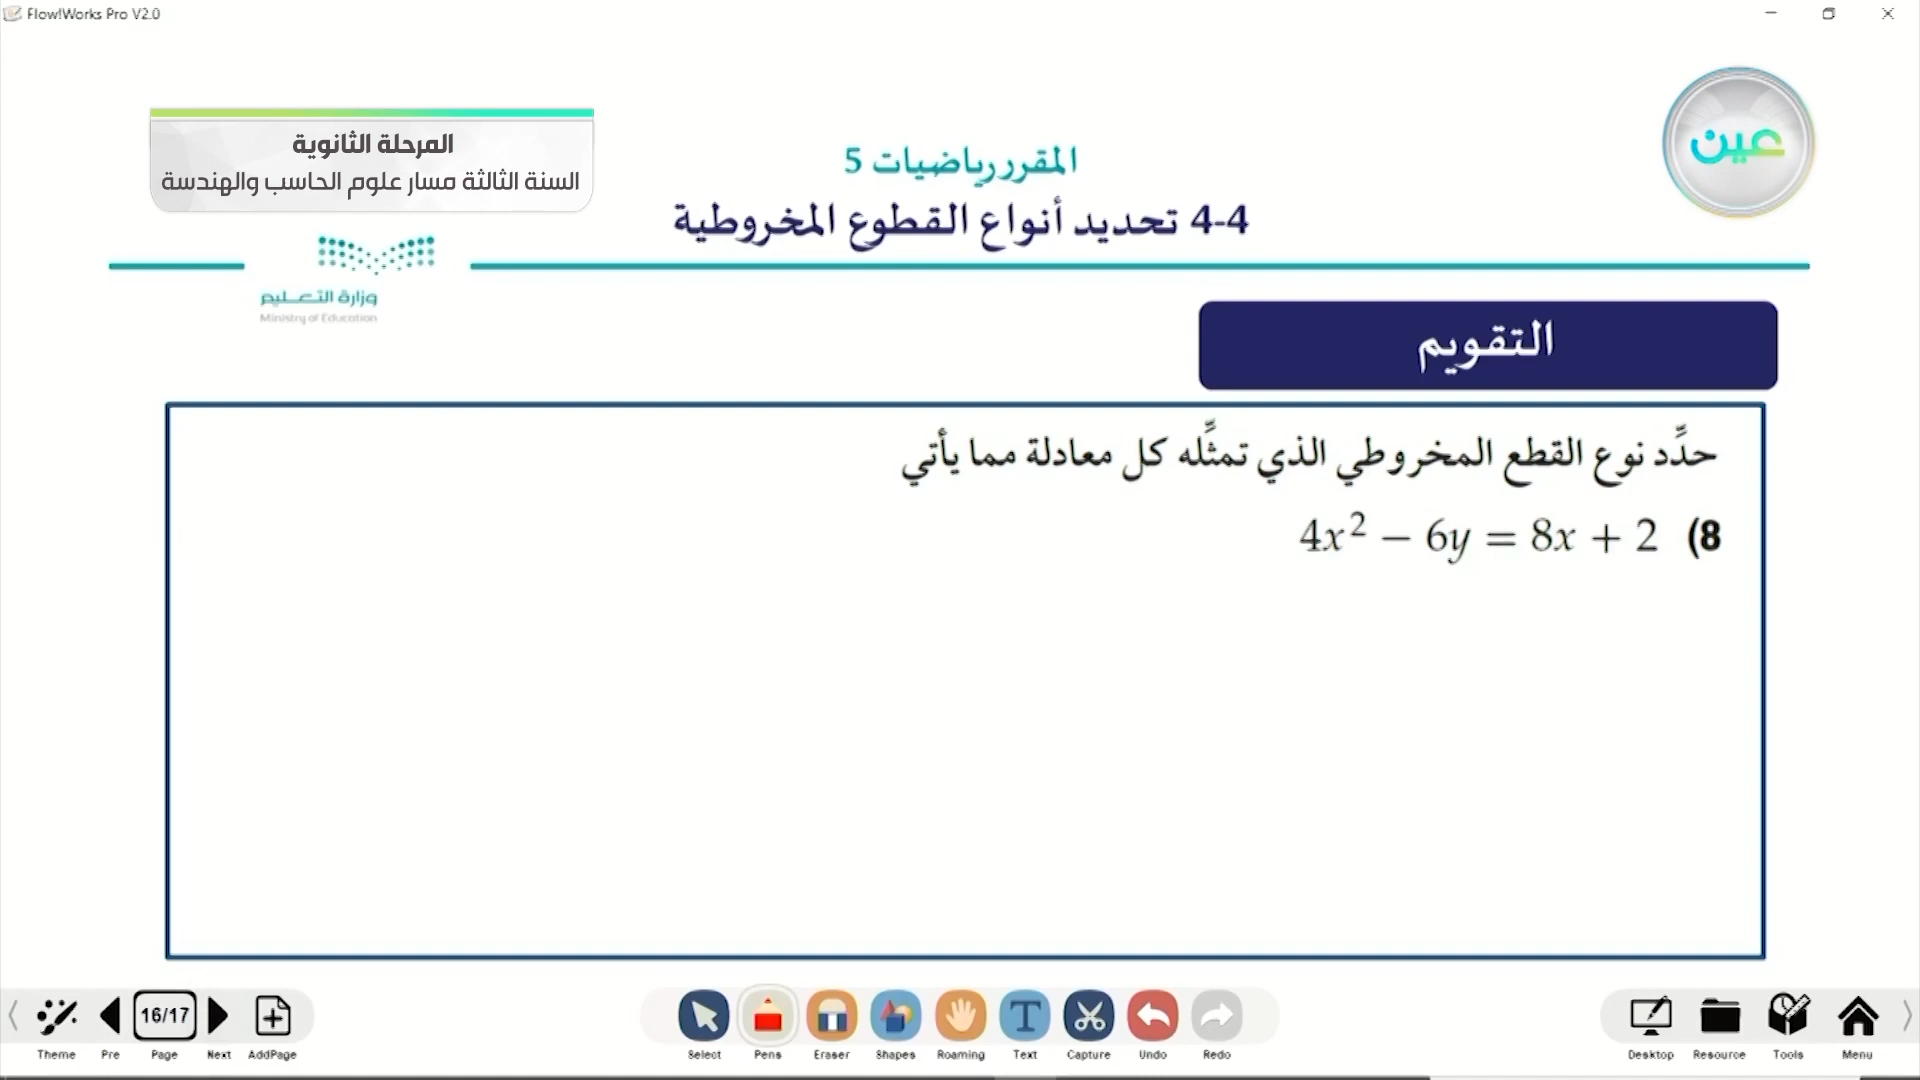 Flow!Works Pro V2.0
المرحلة الثانوية
السنة الثالثة مسار علوم الحاسب والهندسة
عين
المقرر رياضيات 5
4-4 تحديد أنواع القطوع المخروطية
وزارة التعليم
Ministry of Education
التقويم
حدِّد نوع القطع المخروطي الذي تمثِّله كل معادلة مما يأتي
(8 4x² − 6y = 8x + 2
16/17
Theme Pre Page Next AddPage
T
Select Pens Eraser Shapes Roaming Text Capture Undo Redo
Desktop Resource Tools Menu